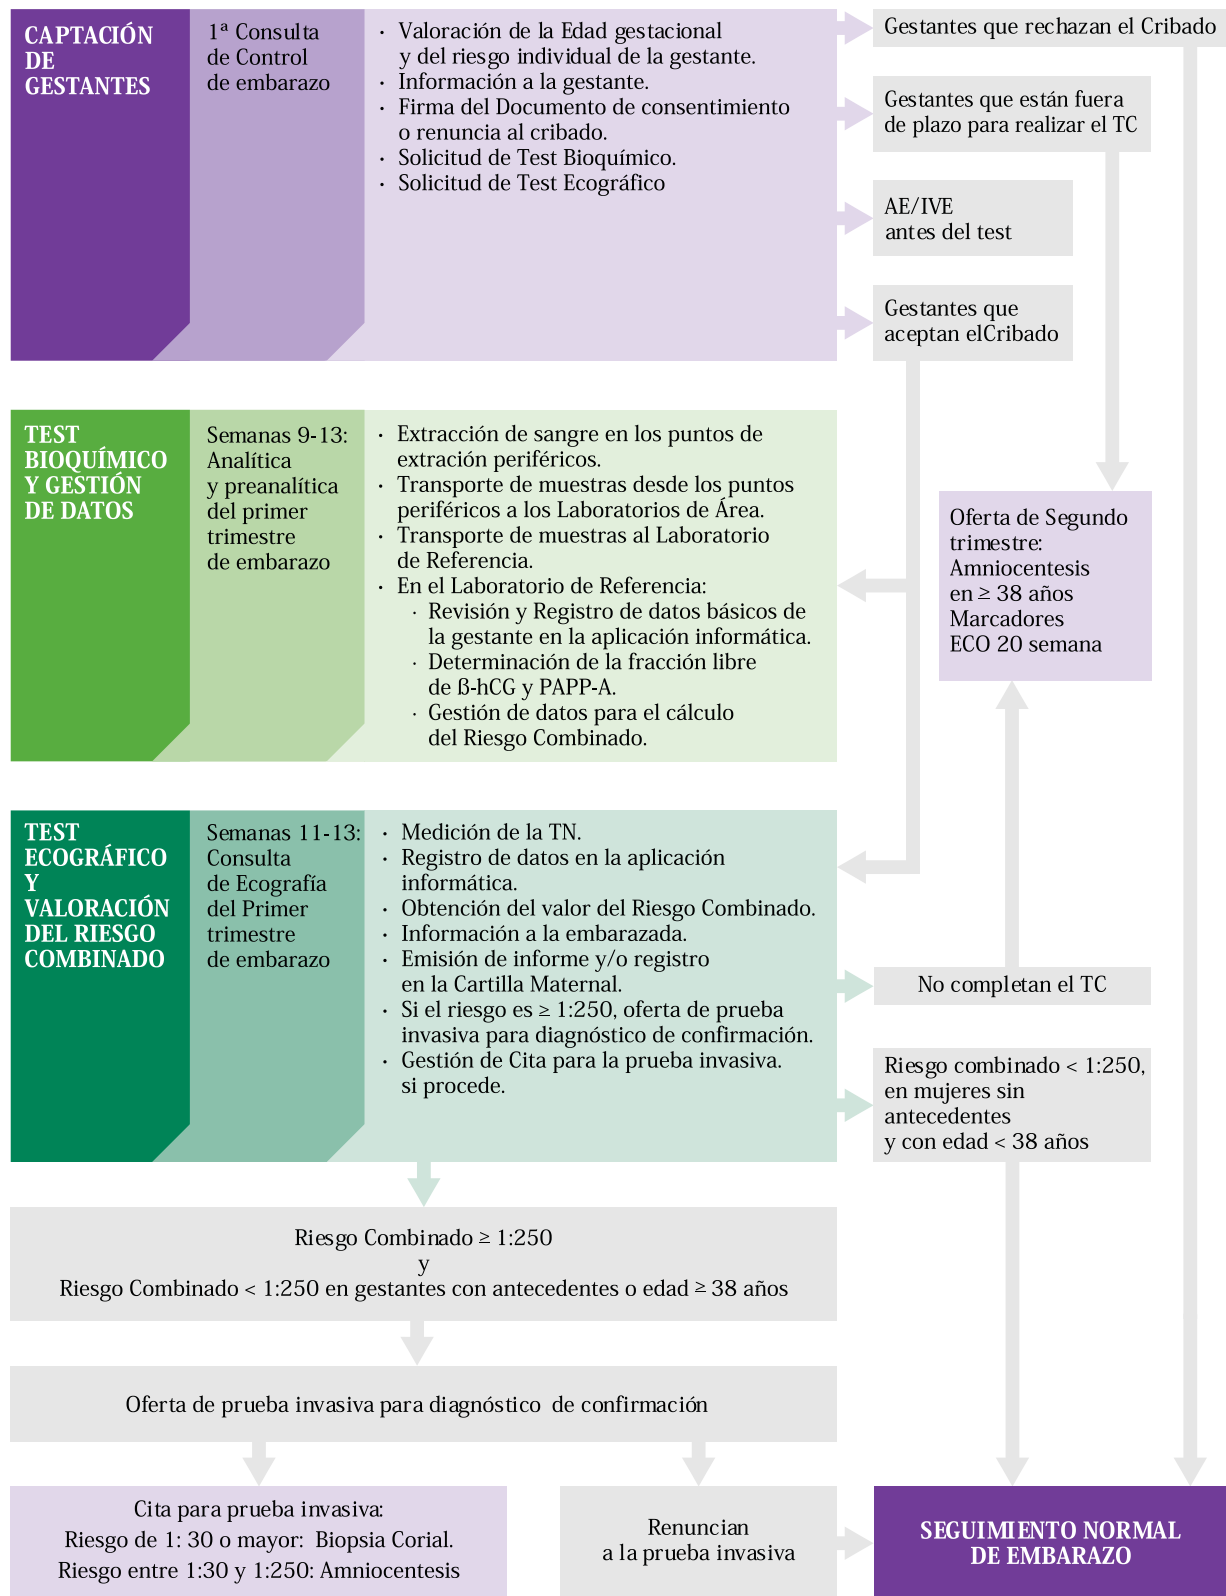 CAPTACIÓN
DE
GESTANTES
1ª Consulta
de Control
de embarazo
· Valoración de la Edad gestacional
y del riesgo individual de la gestante.
· Información a la gestante.
· Firma del Documento de consentimiento
o renuncia al cribado.
· Solicitud de Test Bioquímico.
· Solicitud de Test Ecográfico
Gestantes que rechazan el Cribado
Gestantes que están fuera
de plazo para realizar el TC
AE/IVE
antes del test
Gestantes que
aceptan elCribado
TEST
BIOQUÍMICO
Y GESTIÓN
DE DATOS
Semanas 9-13:
Analítica
y preanalítica
del primer
trimestre
de embarazo
· Extracción de sangre en los puntos de
extración periféricos.
· Transporte de muestras desde los puntos
periféricos a los Laboratorios de Área.
· Transporte de muestras al Laboratorio
de Referencia.
· En el Laboratorio de Referencia:
· Revisión y Registro de datos básicos de
la gestante en la aplicación informática.
· Determinación de la fracción libre
de ß-hCG y PAPP-A.
· Gestión de datos para el cálculo
del Riesgo Combinado.
Oferta de Segundo
trimestre:
Amniocentesis
en ≥ 38 años
Marcadores
ECO 20 semana
TEST
ECOGRÁFICO
Y
VALORACIÓN
DEL RIESGO
COMBINADO
Semanas 11-13:
Consulta
de Ecografía
del Primer
trimestre
de embarazo
· Medición de la TN.
· Registro de datos en la aplicación
informática.
· Obtención del valor del Riesgo Combinado.
· Información a la embarazada.
· Emisión de informe y/o registro
en la Cartilla Maternal.
· Si el riesgo es ≥ 1:250, oferta de prueba
invasiva para diagnóstico de confirmación.
· Gestión de Cita para la prueba invasiva.
si procede.
No completan el TC
Riesgo combinado < 1:250,
en mujeres sin
antecedentes
y con edad < 38 años
Riesgo Combinado ≥ 1:250
y
Riesgo Combinado < 1:250 en gestantes con antecedentes o edad ≥ 38 años
Oferta de prueba invasiva para diagnóstico de confirmación
Cita para prueba invasiva:
Riesgo de 1: 30 o mayor: Biopsia Corial.
Riesgo entre 1:30 y 1:250: Amniocentesis
Renuncian
a la prueba invasiva
SEGUIMIENTO NORMAL
DE EMBARAZO